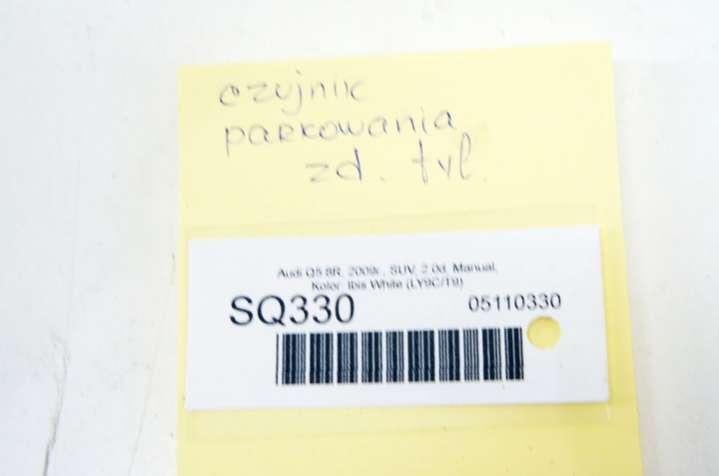 czujnik
parkowania
zd. tył.
Audi Q5 8R, 2009r., SUV, 2.0d, Manual,
Kolor: Ibis White (LY9C/T9)
SQ330 05110330